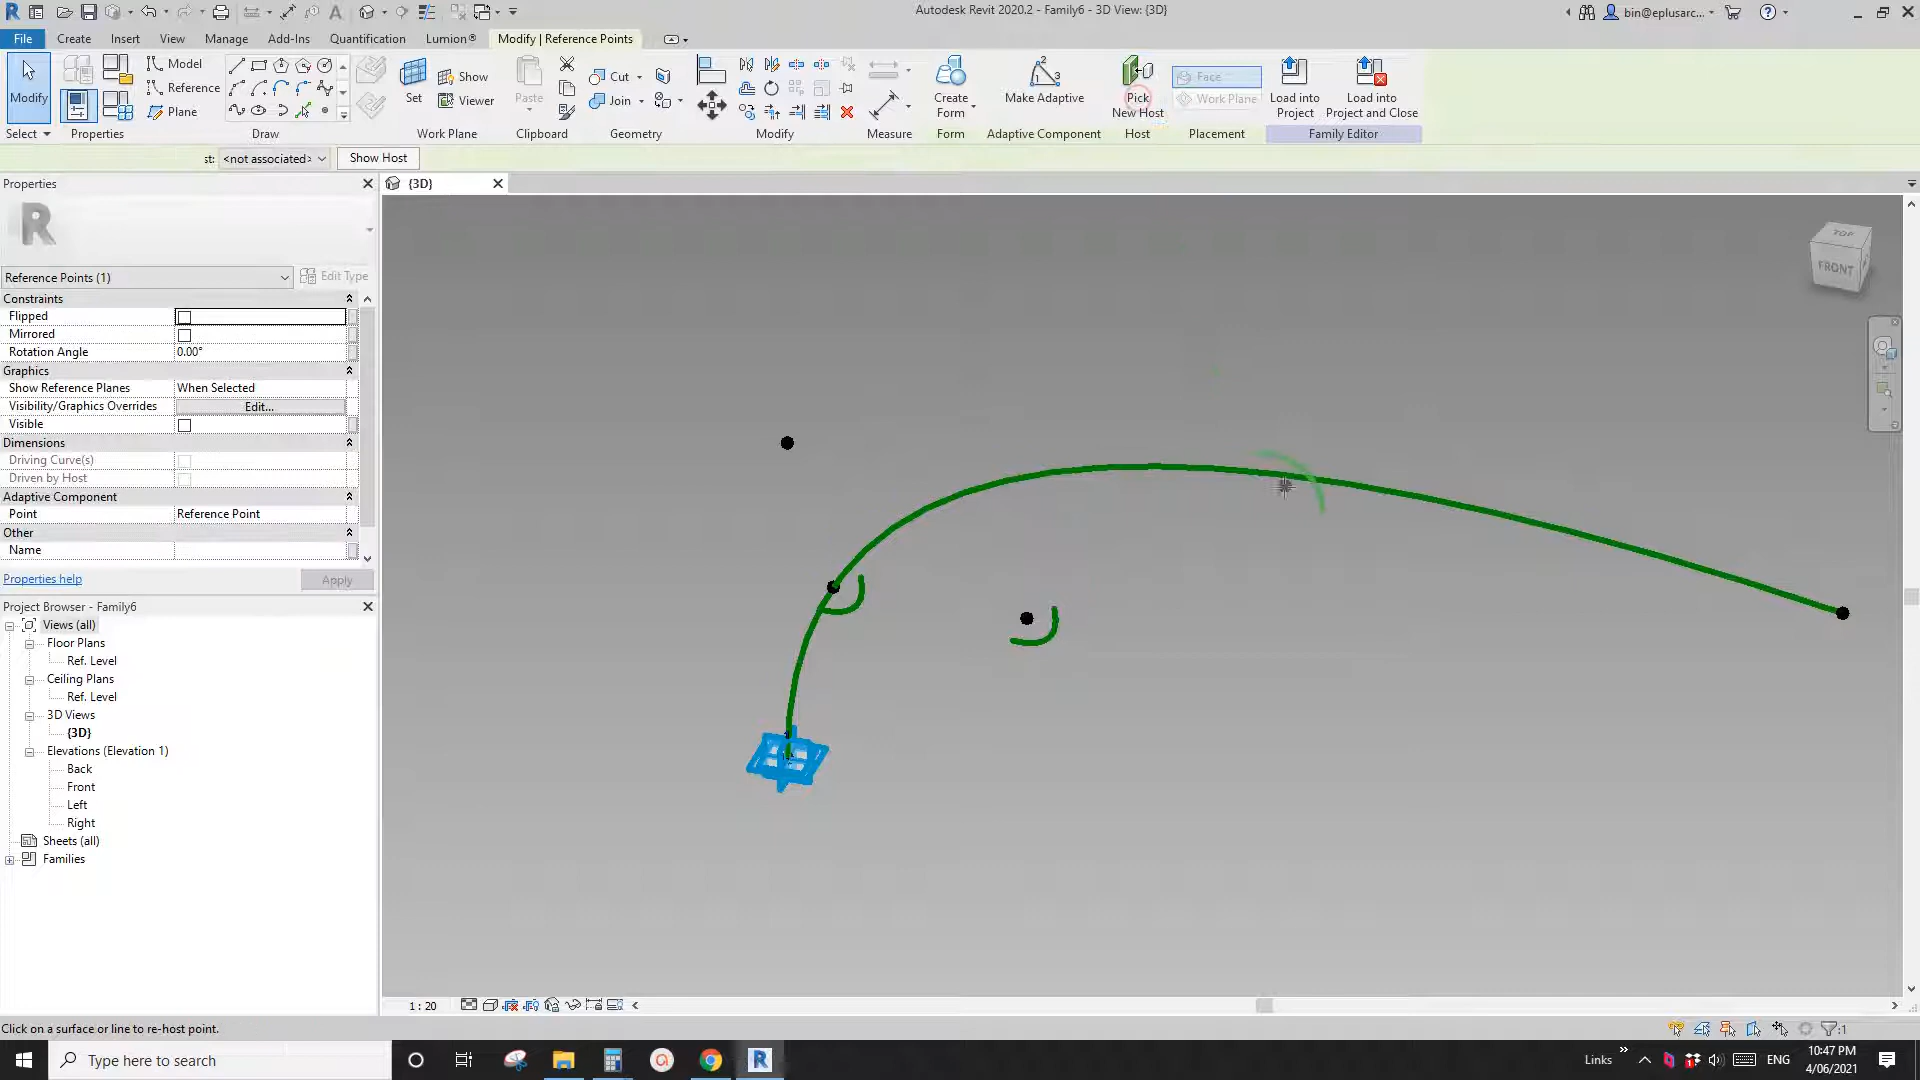 Autodesk Revit 2020.2 - Family6 - 3D View: {3D}
bin@eplusarc...
File Create Insert View Manage Add-Ins Quantification Collaborate Lumion® Modify | Reference Points
Modify
Model
Reference
Plane
Set
Show
Viewer
Paste
Cut
Join
Create
Form
Make Adaptive
Pick
New Host
Face
Work Plane
Load into
Project
Load into
Project and Close
Select Properties Draw Work Plane Clipboard Geometry Modify Measure Form Adaptive Component Host Placement Family Editor
st: <not associated> Show Host
Properties
{3D}
R
Reference Points (1) Edit Type
Constraints
Flipped
Mirrored
Rotation Angle 0.00°
Graphics
Show Reference Planes When Selected
Visibility/Graphics Overrides Edit...
Visible
Dimensions
Driving Curve(s)
Driven by Host
Adaptive Component
Point Reference Point
Other
Name
Properties help Apply
Project Browser - Family6
Views (all)
Floor Plans
Ref. Level
Ceiling Plans
Ref. Level
3D Views
{3D}
Elevations (Elevation 1)
Back
Front
Left
Right
Sheets (all)
Families
TOP
FRONT
1 : 20
Click on a surface or line to re-host point.
:1
Type here to search
Links
ENG
10:47 PM
4/06/2021